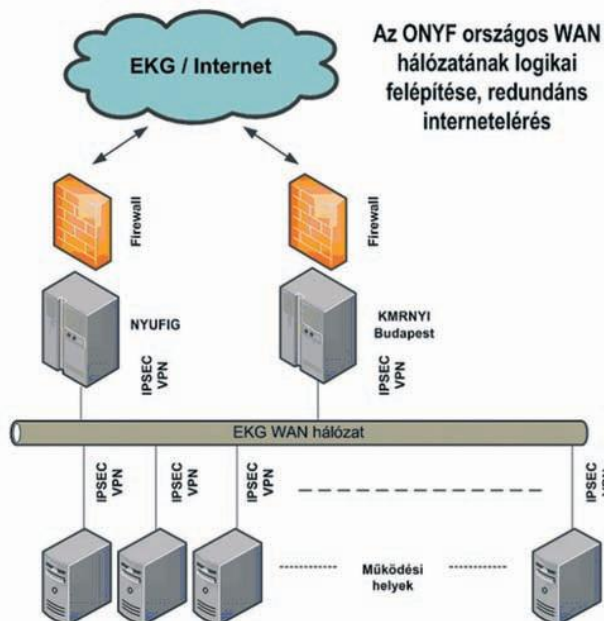 Az ONYF országos WAN
hálózatának logikai
felépítése, redundáns
internetelérés
EKG / Internet
Firewall
Firewall
NYUFIG
KMRNYI
Budapest
IPSEC
VPN
IPSEC
VPN
EKG WAN hálózat
IPSEC
VPN
IPSEC
VPN
IPSEC
VPN
IPSEC
VPN
Működési
helyek